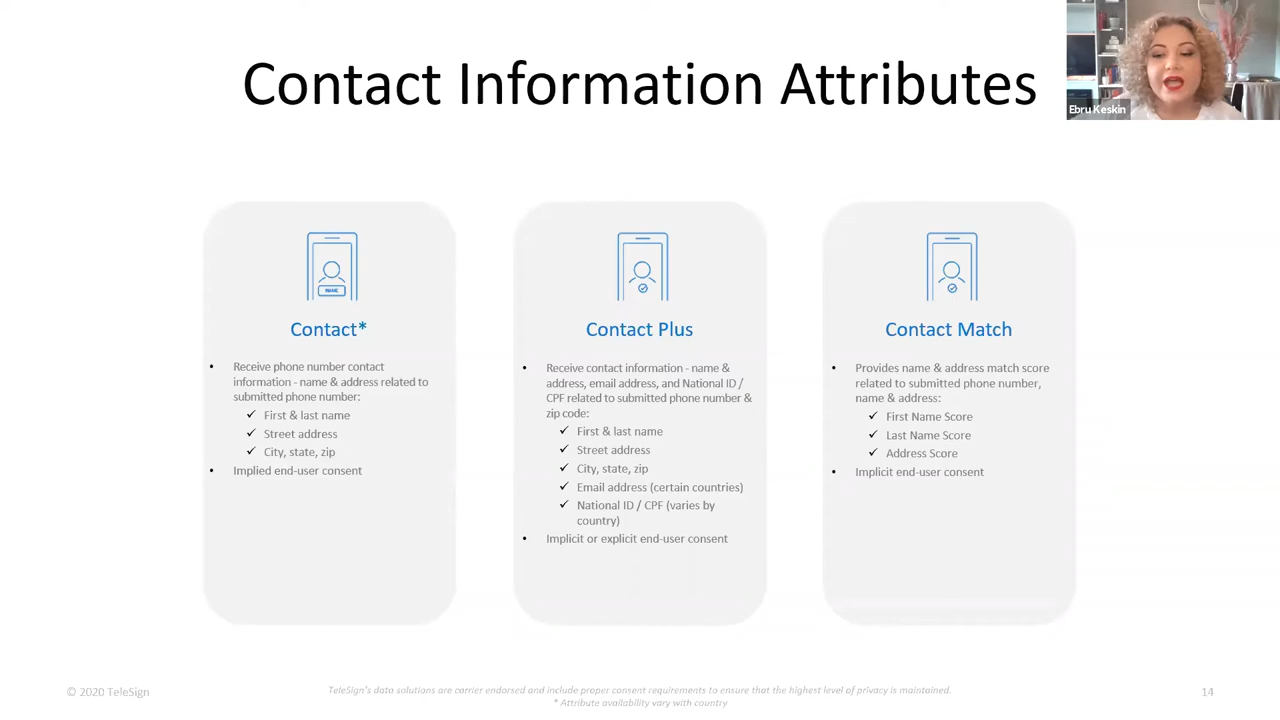 Contact Information Attributes
Ebru Keskin
NAME
Contact*
• Receive phone number contact
information - name & address related to
submitted phone number:
✓ First & last name
✓ Street address
✓ City, state, zip
• Implied end-user consent
Contact Plus
• Receive contact information - name &
address, email address, and National ID /
CPF related to submitted phone number &
zip code:
✓ First & last name
✓ Street address
✓ City, state, zip
✓ Email address (certain countries)
✓ National ID / CPF (varies by
country)
• Implicit or explicit end-user consent
Contact Match
• Provides name & address match score
related to submitted phone number,
name & address:
✓ First Name Score
✓ Last Name Score
✓ Address Score
• Implicit end-user consent
© 2020 TeleSign
TeleSign's data solutions are carrier endorsed and include proper consent requirements to ensure that the highest level of privacy is maintained.
* Attribute availability vary with country
14